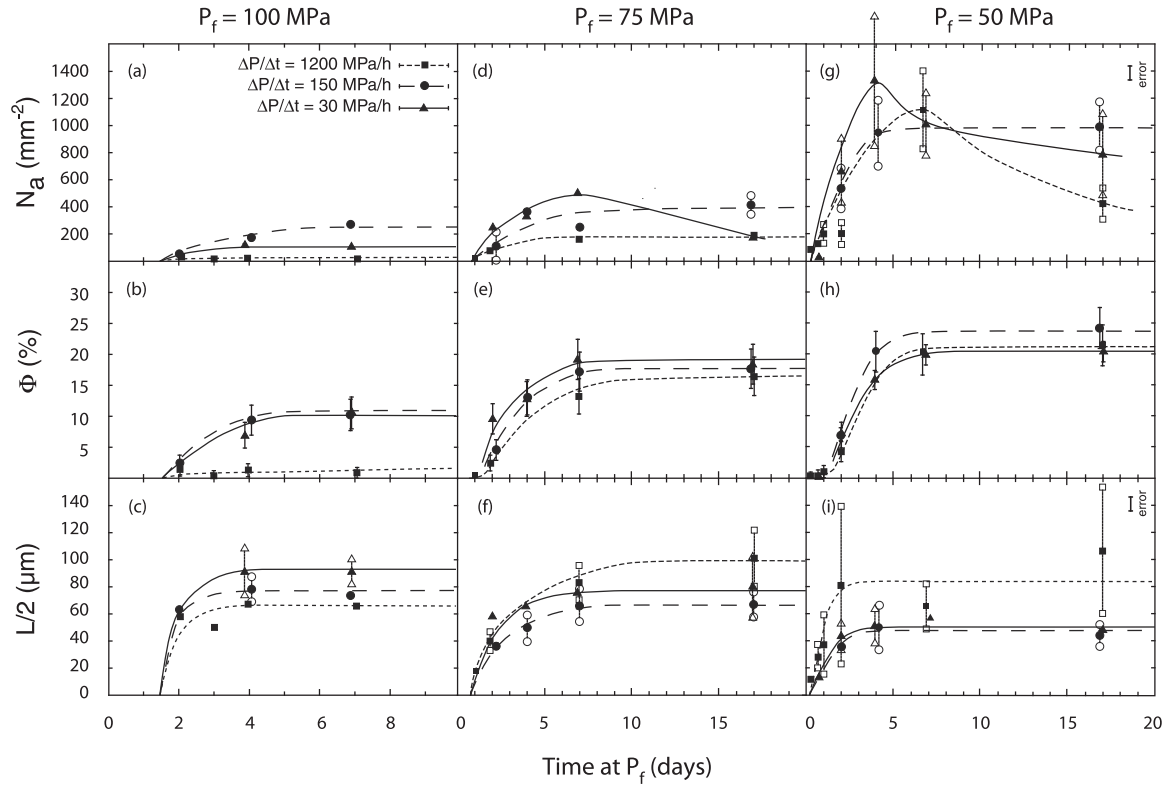 P_f = 100 MPa P_f = 75 MPa P_f = 50 MPa
(a) (d) (g)
ΔP/Δt = 1200 MPa/h
ΔP/Δt = 150 MPa/h
ΔP/Δt = 30 MPa/h
error
N_a (mm⁻²)
1400
1200
1000
800
600
400
200
(b) (e) (h)
Φ (%)
30
25
20
15
10
5
(c) (f) (i)
error
L/2 (µm)
140
120
100
80
60
40
20
0
0 2 4 6 8 0 5 10 15 0 5 10 15 20
Time at P_f (days)